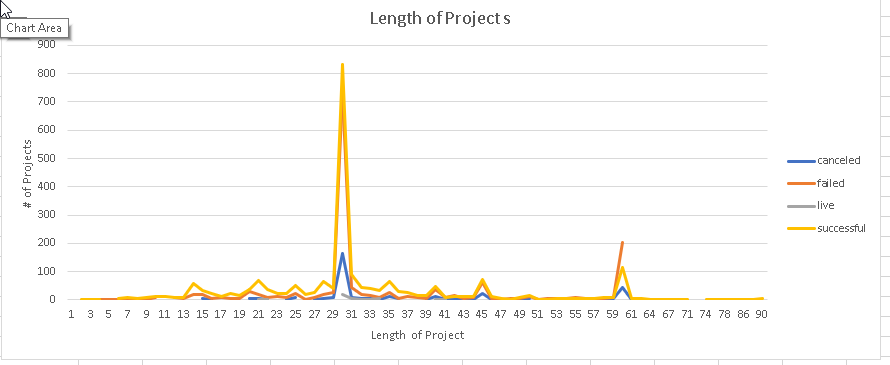 Length of Projects
Chart Area
900
800
700
600
500
400
300
200
100
0
# of Projects
1 3 5 7 9 11 13 15 17 19 21 23 25 27 29 31 33 35 37 39 41 43 45 47 49 51 53 55 57 59 61 64 67 71 74 78 86 90
Length of Project
canceled
failed
live
successful